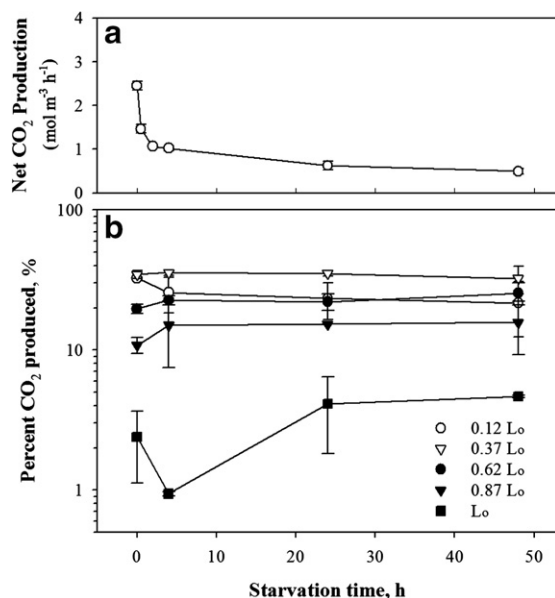 a
Net CO₂ Production
(mol m⁻³ h⁻¹)
4
3
2
1
0
b
Percent CO₂ produced, %
100
10
1
0.12 Lₒ
0.37 Lₒ
0.62 Lₒ
0.87 Lₒ
Lₒ
0 10 20 30 40 50
Starvation time, h